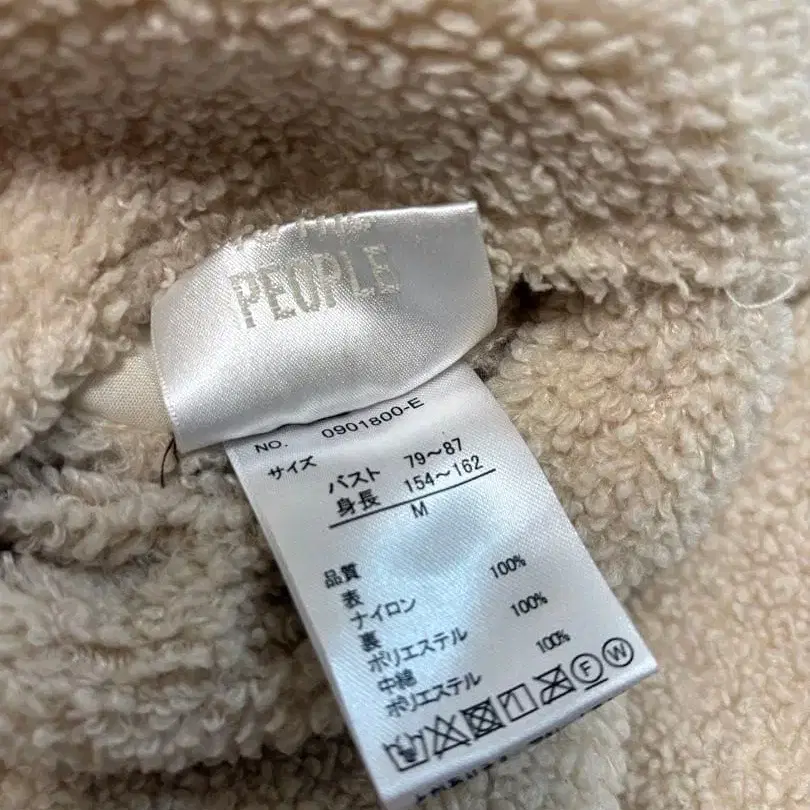 PEOPLE
NO. 0901800-E
サイズ
バスト 79~87
身長 154~162
M
品質
表
ナイロン 100%
裏
ポリエステル 100%
中綿
ポリエステル 100%
F W